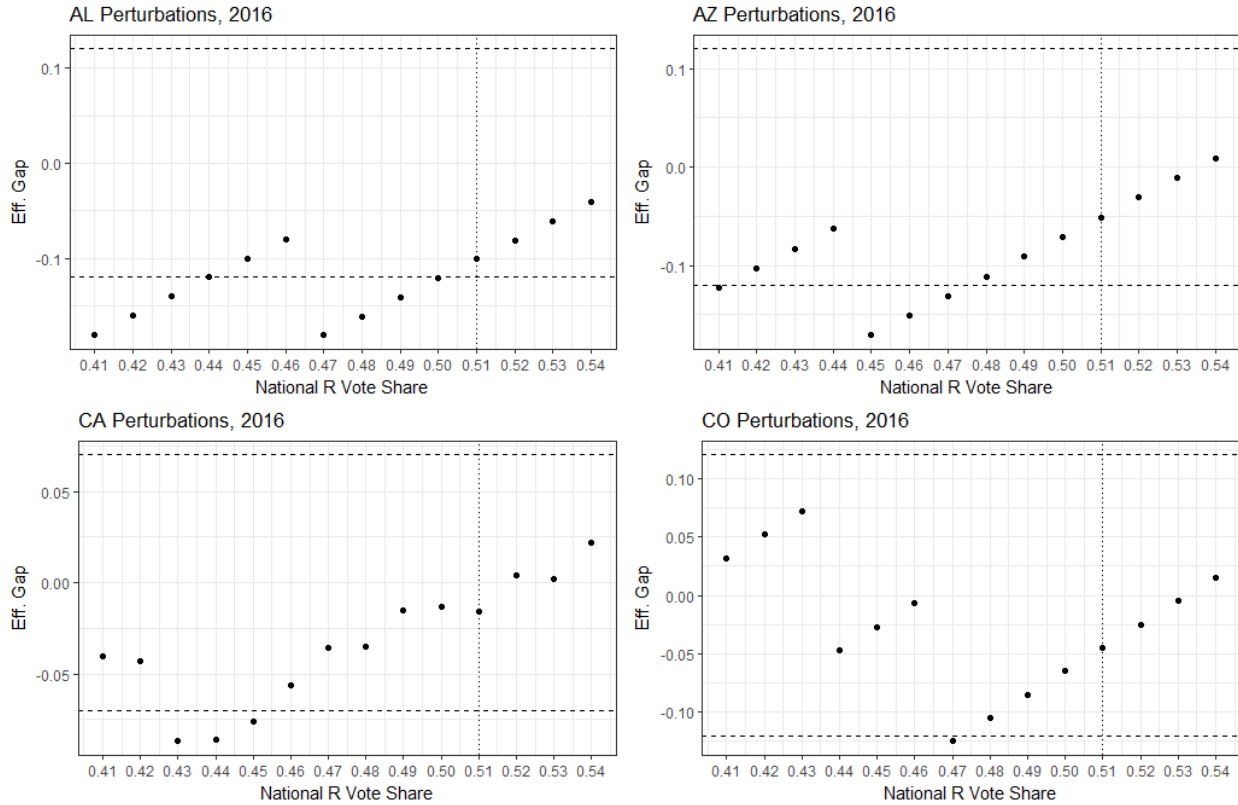 AL Perturbations, 2016
0.1
0.0
-0.1
Eff. Gap
0.41 0.42 0.43 0.44 0.45 0.46 0.47 0.48 0.49 0.50 0.51 0.52 0.53 0.54
National R Vote Share
AZ Perturbations, 2016
0.1
0.0
-0.1
Eff. Gap
0.41 0.42 0.43 0.44 0.45 0.46 0.47 0.48 0.49 0.50 0.51 0.52 0.53 0.54
National R Vote Share
CA Perturbations, 2016
0.05
0.00
-0.05
Eff. Gap
0.41 0.42 0.43 0.44 0.45 0.46 0.47 0.48 0.49 0.50 0.51 0.52 0.53 0.54
National R Vote Share
CO Perturbations, 2016
0.10
0.05
0.00
-0.05
-0.10
Eff. Gap
0.41 0.42 0.43 0.44 0.45 0.46 0.47 0.48 0.49 0.50 0.51 0.52 0.53 0.54
National R Vote Share